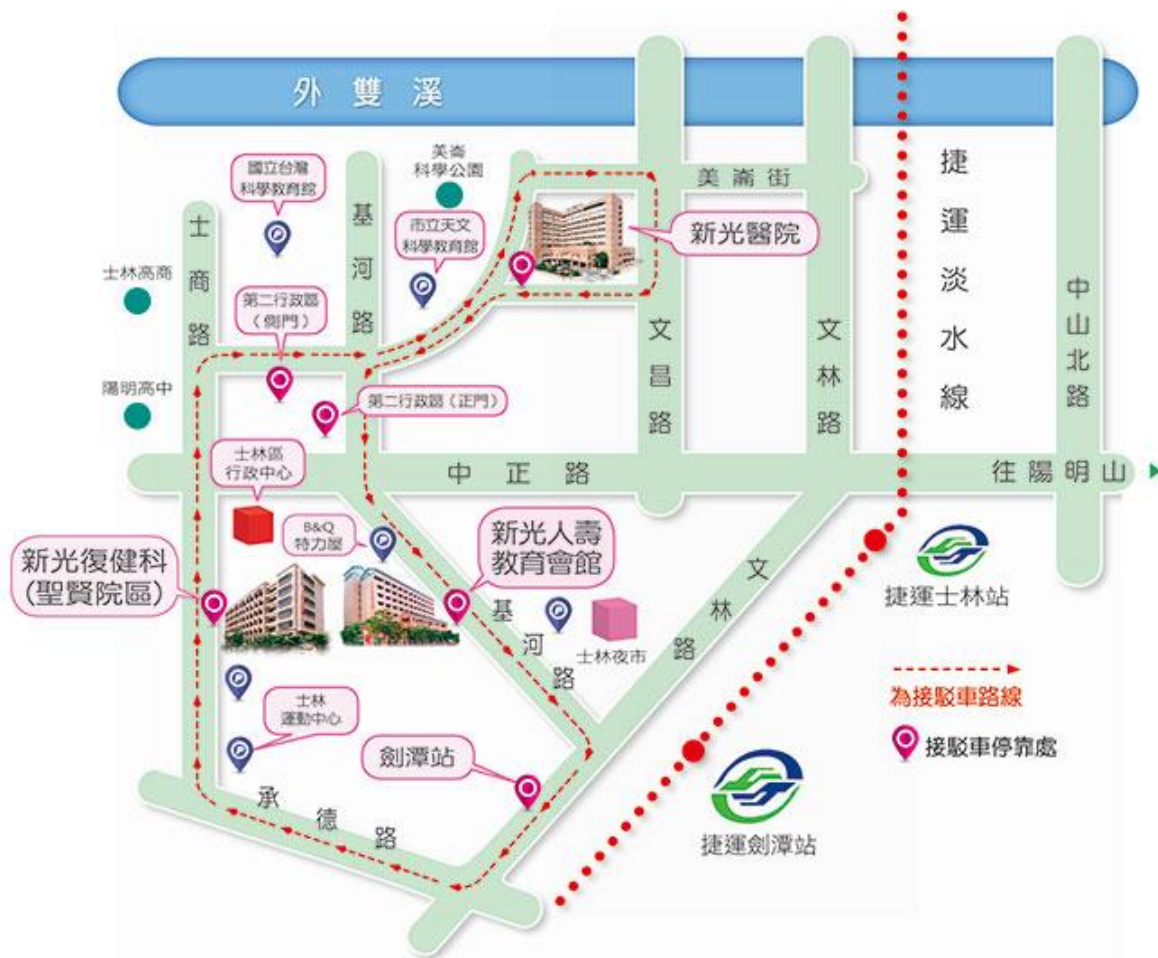 外雙溪
國立台灣
科學教育館
基河路
美崙
科學公園
市立天文
科學教育館
美崙街
新光醫院
捷運淡水線
中山北路
士商路
士林高商
第二行政區
(側門)
文昌路
文林路
陽明高中
第二行政區(正門)
士林區
行政中心
中正路
往陽明山
B&Q
特力屋
新光人壽
教育會館
新光復健科
(聖賢院區)
基河路
士林夜市
文林路
捷運士林站
為接駁車路線
接駁車停靠處
士林
運動中心
劍潭站
承德路
捷運劍潭站